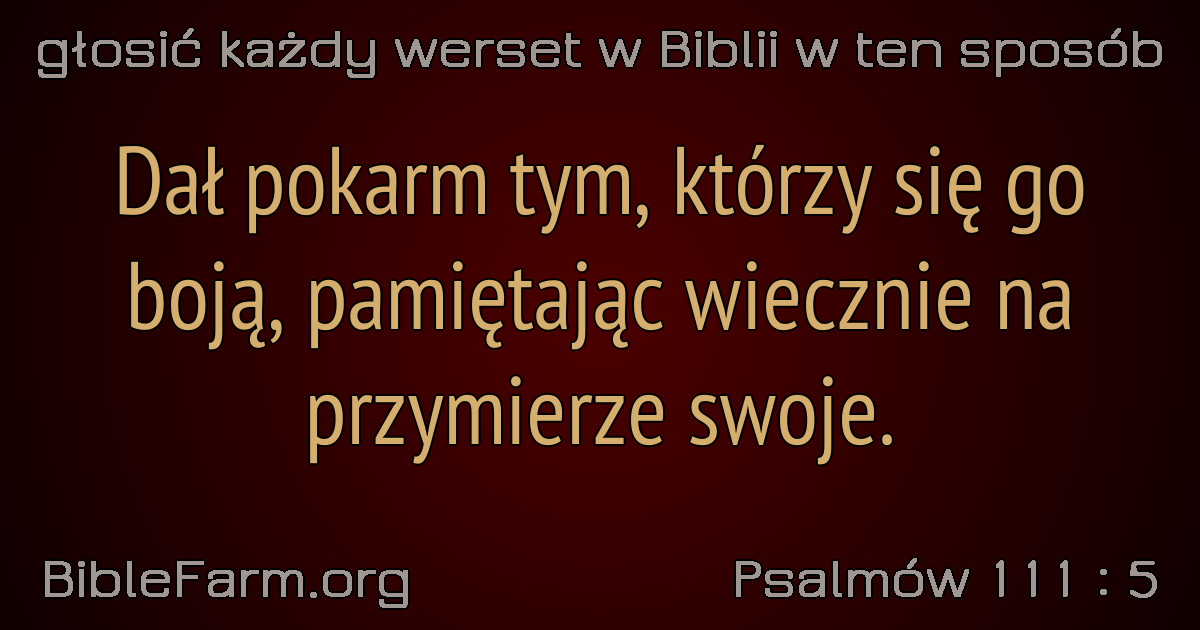 głosić każdy werset w Biblii w ten sposób
Dał pokarm tym, którzy się go
boją, pamiętając wiecznie na
przymierze swoje.
BibleFarm.org
Psalmów 111 : 5